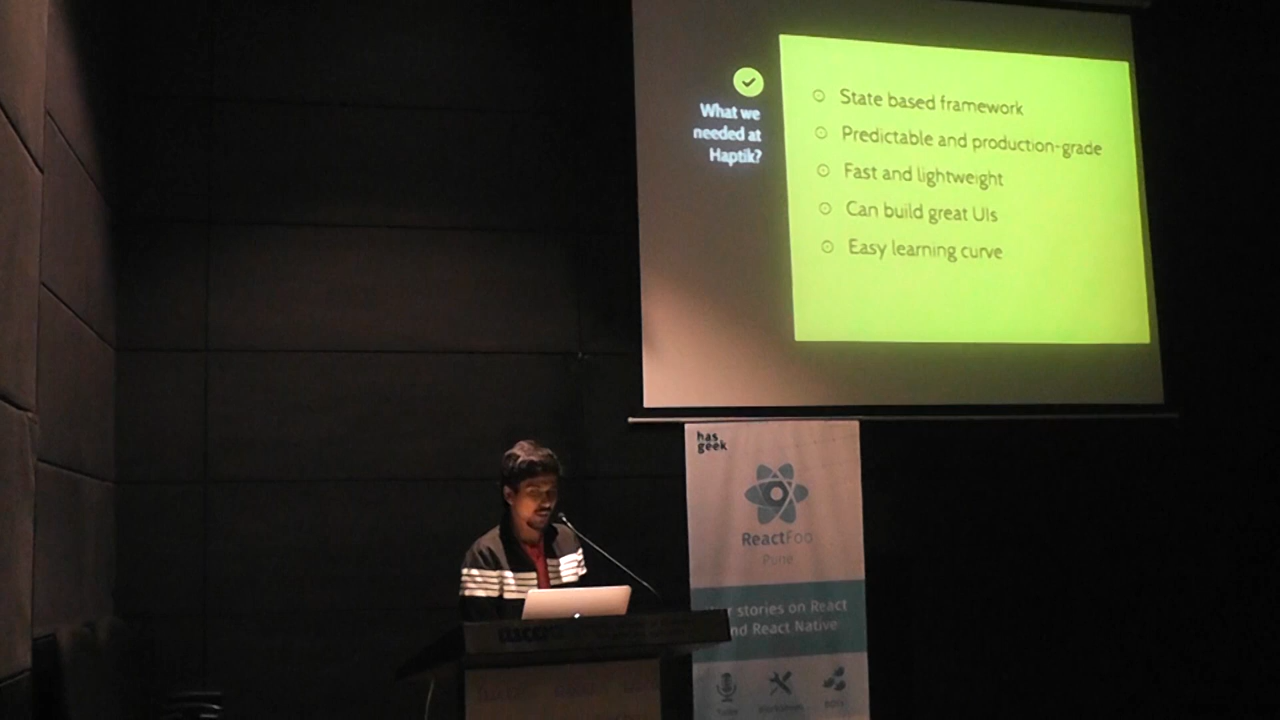 What we
needed at
Haptik?
State based framework
Predictable and production-grade
Fast and lightweight
Can build great UIs
Easy learning curve
has
geek
ReactFoo
Pune
stories on React
and React Native